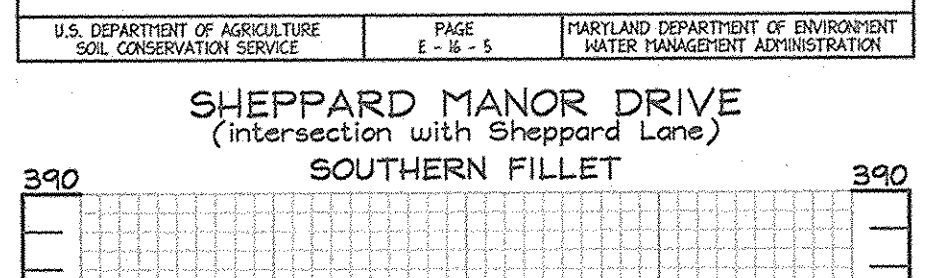 U.S. DEPARTMENT OF AGRICULTURE
SOIL CONSERVATION SERVICE
PAGE
E - 16 - 5
MARYLAND DEPARTMENT OF ENVIRONMENT
WATER MANAGEMENT ADMINISTRATION
SHEPPARD MANOR DRIVE
(intersection with Sheppard Lane)
SOUTHERN FILLET
390
390